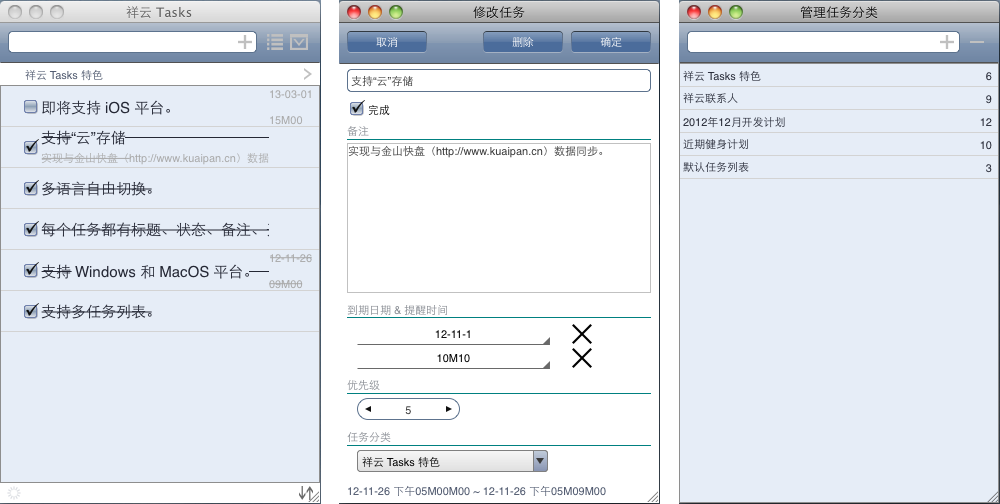 祥云 Tasks
祥云 Tasks 特色
即将支持 iOS 平台。
13-03-01
15M00
支持“云”存储
实现与金山快盘（http://www.kuaipan.cn）数据
多语言自由切换。
每个任务都有标题、状态、备注、
支持 Windows 和 MacOS 平台。
12-11-26
09M00
支持多任务列表。
修改任务
取消
删除
确定
支持“云”存储
完成
备注
实现与金山快盘（http://www.kuaipan.cn）数据同步。
到期日期 & 提醒时间
12-11-1
10M10
优先级
5
任务分类
祥云 Tasks 特色
12-11-26 下午05M00M00 ~ 12-11-26 下午05M09M00
管理任务分类
祥云 Tasks 特色 6
祥云联系人 9
2012年12月开发计划 12
近期健身计划 10
默认任务列表 3